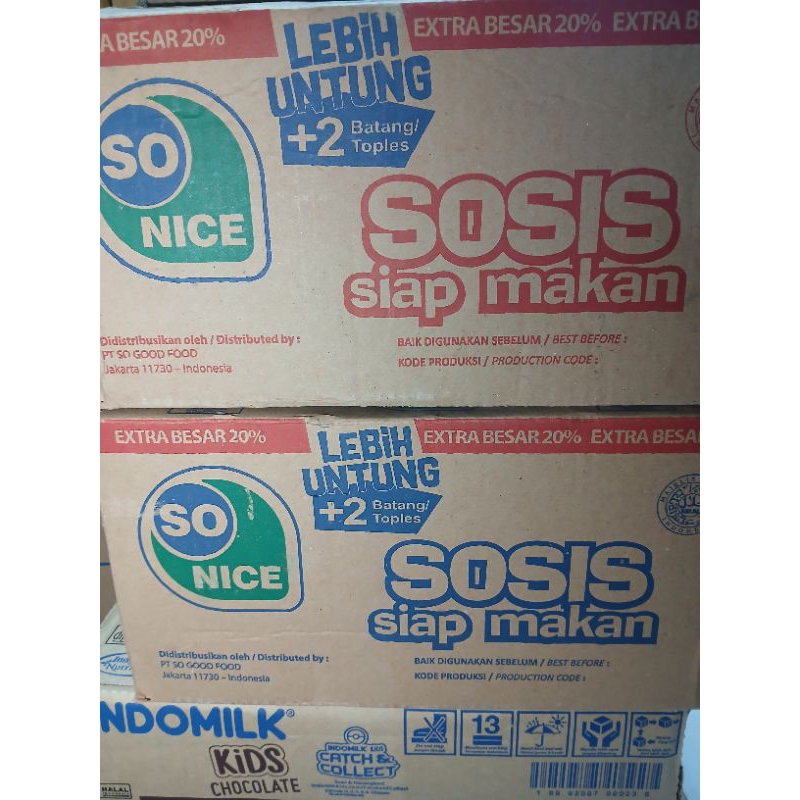 A BESAR 20%
LEBIH
UNTUNG
+2 Batang/
Toples
EXTRA BESAR 20% EXTRA B
SO
NICE
SOSIS
siap makan
Didistribusikan oleh / Distributed by :
PT SO GOOD FOOD
Jakarta 11730 – Indonesia
BAIK DIGUNAKAN SEBELUM / BEST BEFORE :
KODE PRODUKSI / PRODUCTION CODE :
EXTRA BESAR 20%
LEBIH
UNTUNG
+2 Batang/
Toples
EXTRA BESAR 20% EXTRA BESA
SO
NICE
SOSIS
siap makan
Didistribusikan oleh / Distributed by :
PT SO GOOD FOOD
Jakarta 11730 – Indonesia
BAIK DIGUNAKAN SEBELUM / BEST BEFORE :
KODE PRODUKSI / PRODUCTION CODE :
NDOMILK®
KiDS
CHOCOLATE
INDOMILK KIDS
CATCH &
COLLECT
13
HALAL